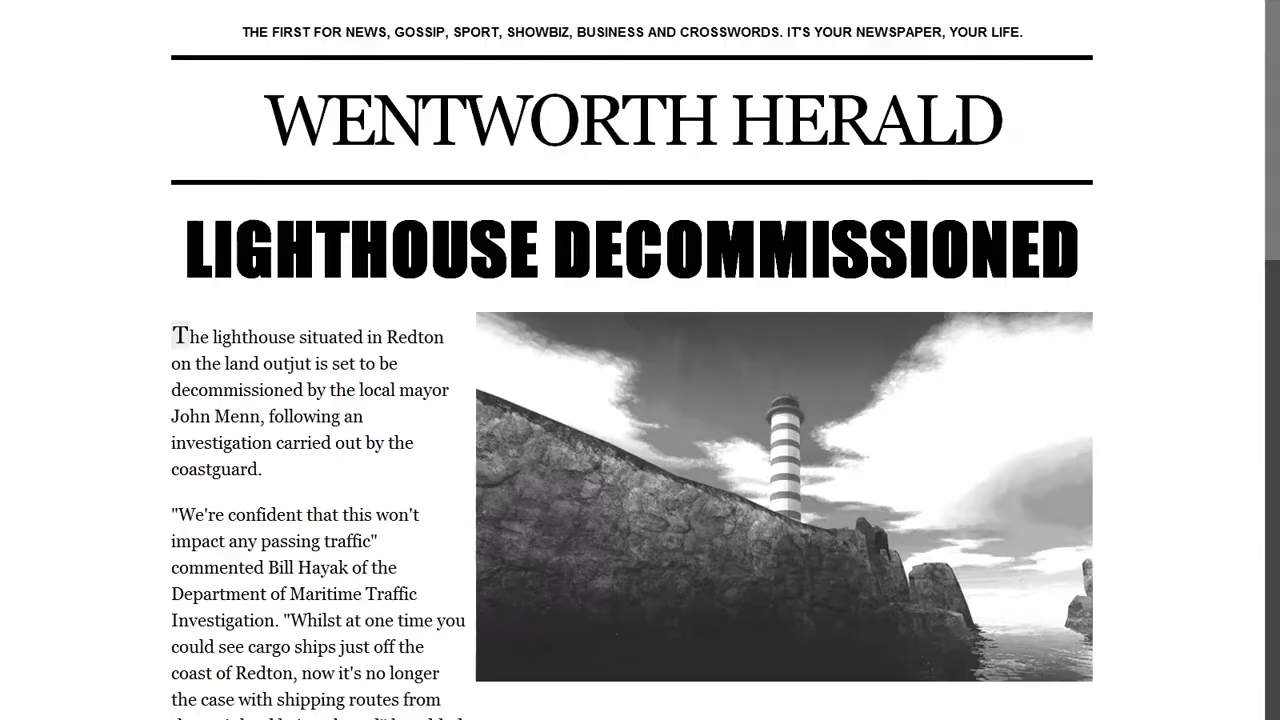 THE FIRST FOR NEWS, GOSSIP, SPORT, SHOWBIZ, BUSINESS AND CROSSWORDS. IT'S YOUR NEWSPAPER, YOUR LIFE.
WENTWORTH HERALD
LIGHTHOUSE DECOMMISSIONED
The lighthouse situated in Redton
on the land outjut is set to be
decommissioned by the local mayor
John Menn, following an
investigation carried out by the
coastguard.
"We're confident that this won't
impact any passing traffic"
commented Bill Hayak of the
Department of Maritime Traffic
Investigation. "Whilst at one time you
could see cargo ships just off the
coast of Redton, now it's no longer
the case with shipping routes from